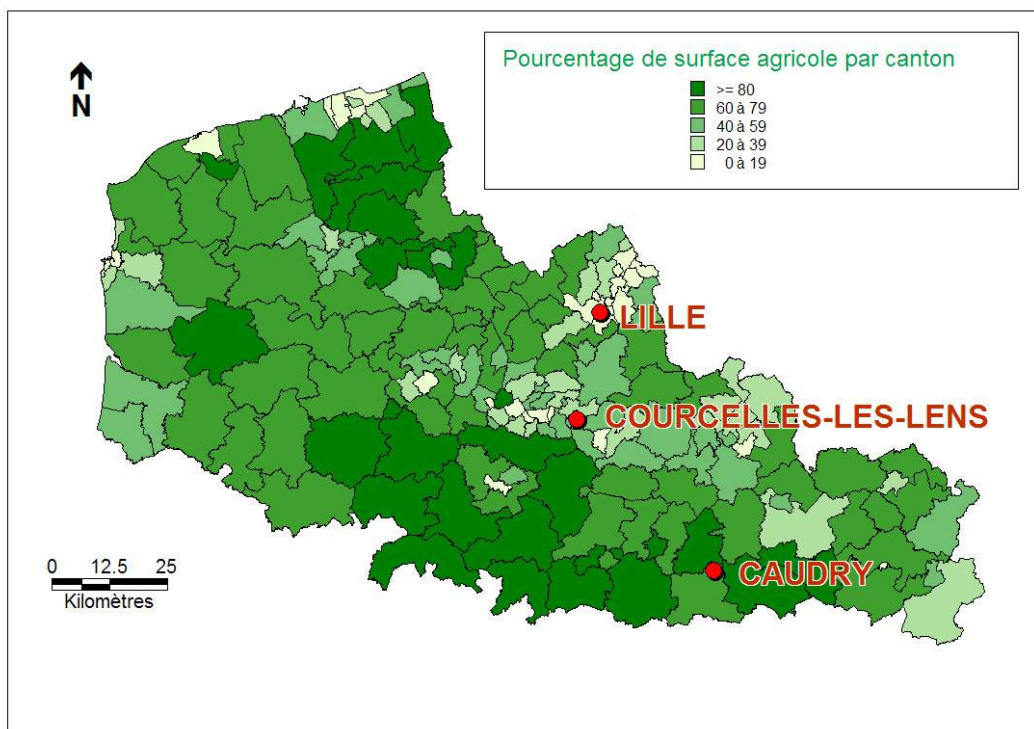 Pourcentage de surface agricole par canton
>= 80
60 à 79
40 à 59
20 à 39
0 à 19
N
LILLE
COURCELLES-LES-LENS
CAUDRY
0 12.5 25
Kilomètres